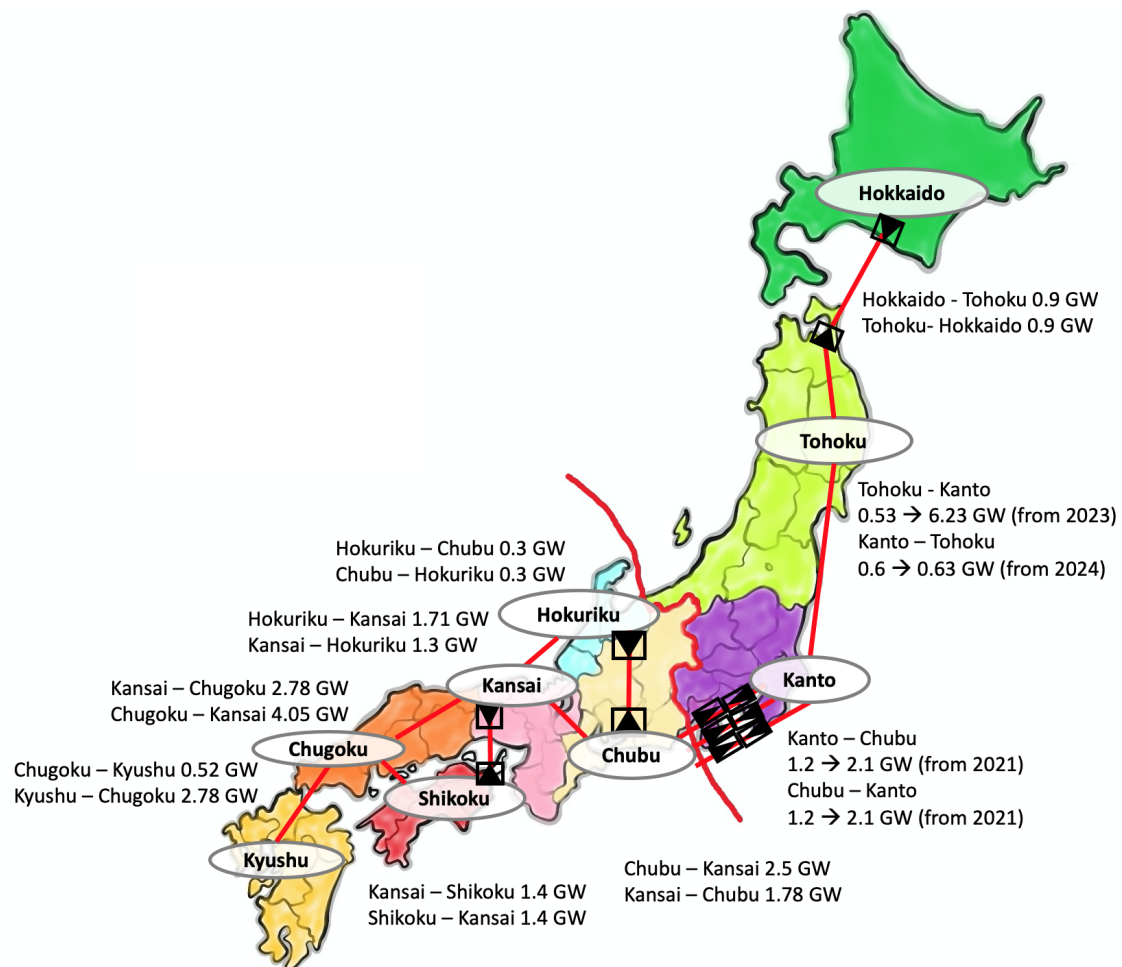 Hokkaido
Hokkaido - Tohoku 0.9 GW
Tohoku- Hokkaido 0.9 GW
Tohoku
Tohoku - Kanto
0.53 → 6.23 GW (from 2023)
Kanto – Tohoku
0.6 → 0.63 GW (from 2024)
Hokuriku – Chubu 0.3 GW
Chubu – Hokuriku 0.3 GW
Hokuriku
Hokuriku – Kansai 1.71 GW
Kansai – Hokuriku 1.3 GW
Kansai
Kanto
Kansai – Chugoku 2.78 GW
Chugoku – Kansai 4.05 GW
Chugoku
Chubu
Kanto – Chubu
1.2 → 2.1 GW (from 2021)
Chubu – Kanto
1.2 → 2.1 GW (from 2021)
Chugoku – Kyushu 0.52 GW
Kyushu – Chugoku 2.78 GW
Shikoku
Kyushu
Chubu – Kansai 2.5 GW
Kansai – Chubu 1.78 GW
Kansai – Shikoku 1.4 GW
Shikoku – Kansai 1.4 GW